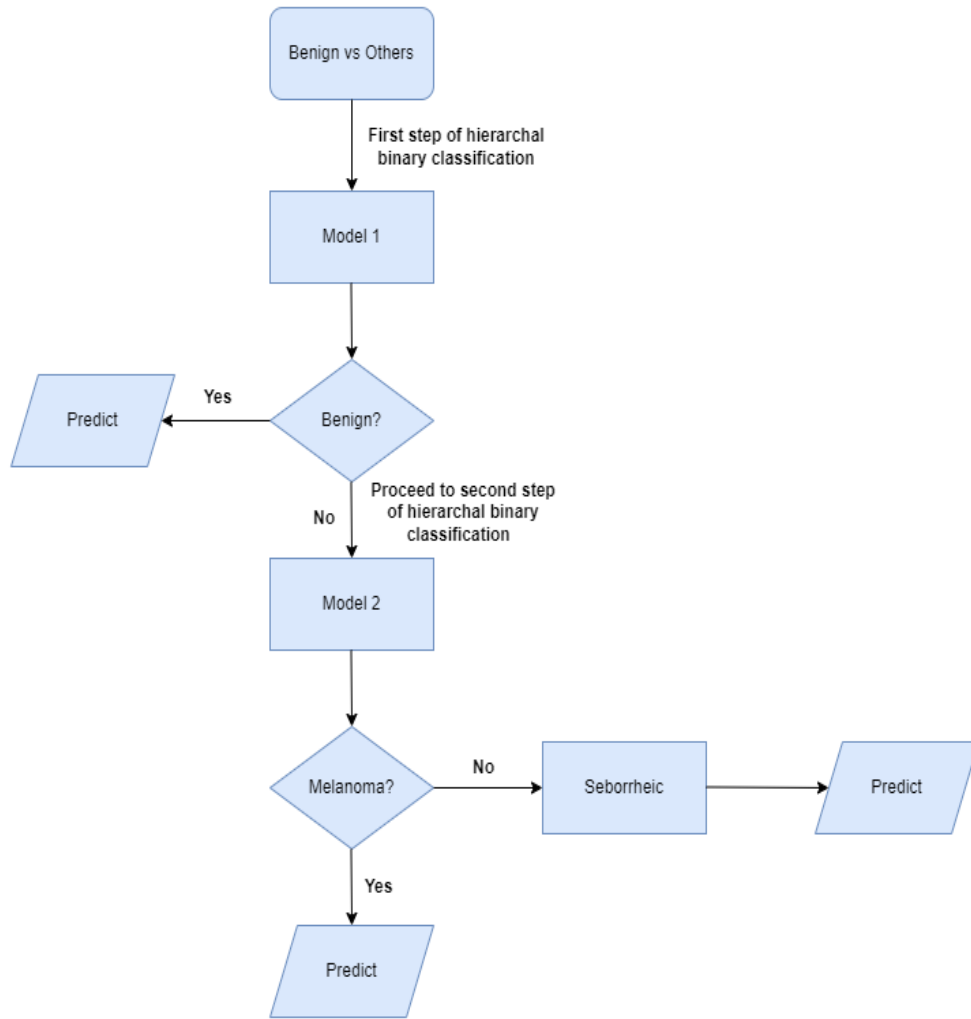 Benign vs Others
First step of hierarchal
binary classification
Model 1
Benign?
Yes
Predict
No
Proceed to second step
of hierarchal binary
classification
Model 2
Melanoma?
No
Seborrheic
Predict
Yes
Predict